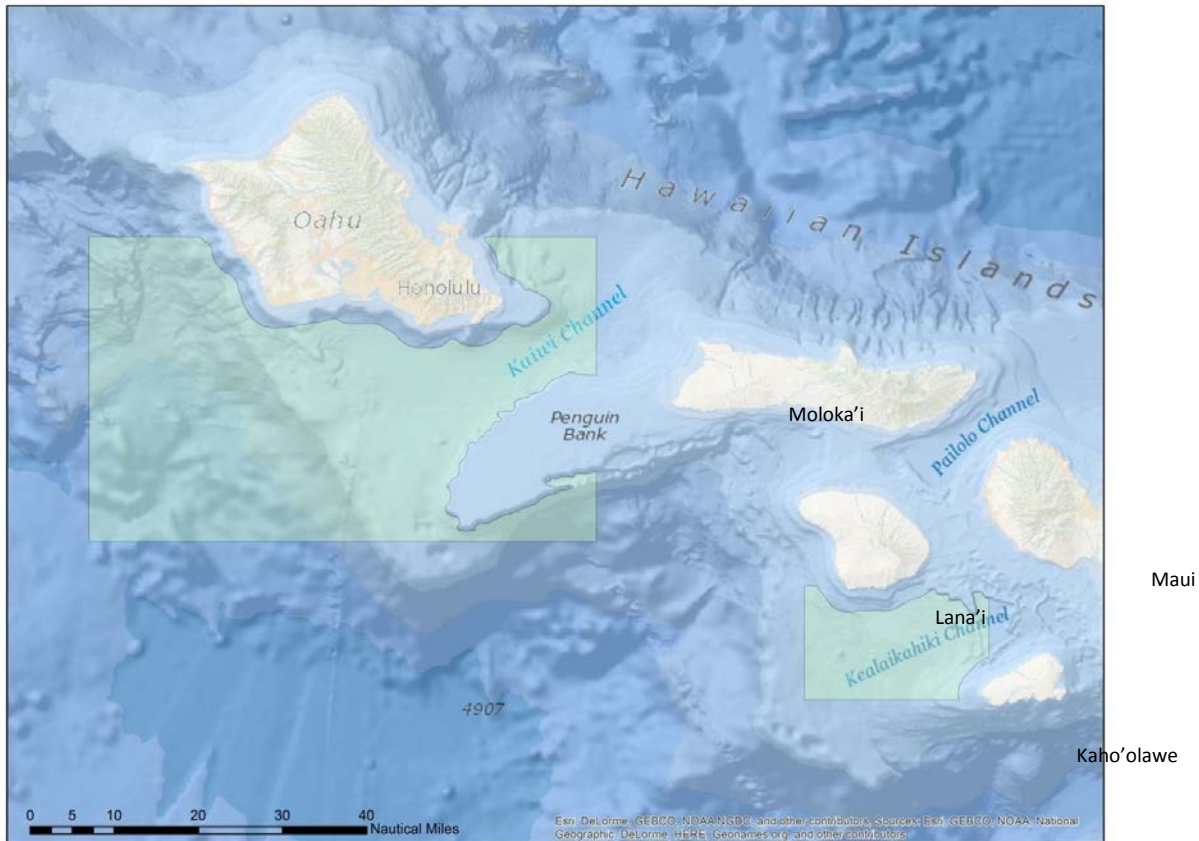 Hawaiian Islands
Oahu
Honolulu
Kaiwi Channel
Penguin
Bank
Moloka’i
Pailolo Channel
Maui
Lana’i
Kealaikahiki Channel
4907
Kaho’olawe
0 5 10 20 30 40
Nautical Miles
Esri, DeLorme, GEBCO, NOAA NGDC, and other contributors, Sources: Esri, GEBCO, NOAA, National
Geographic, DeLorme, HERE, Geonames.org, and other contributors